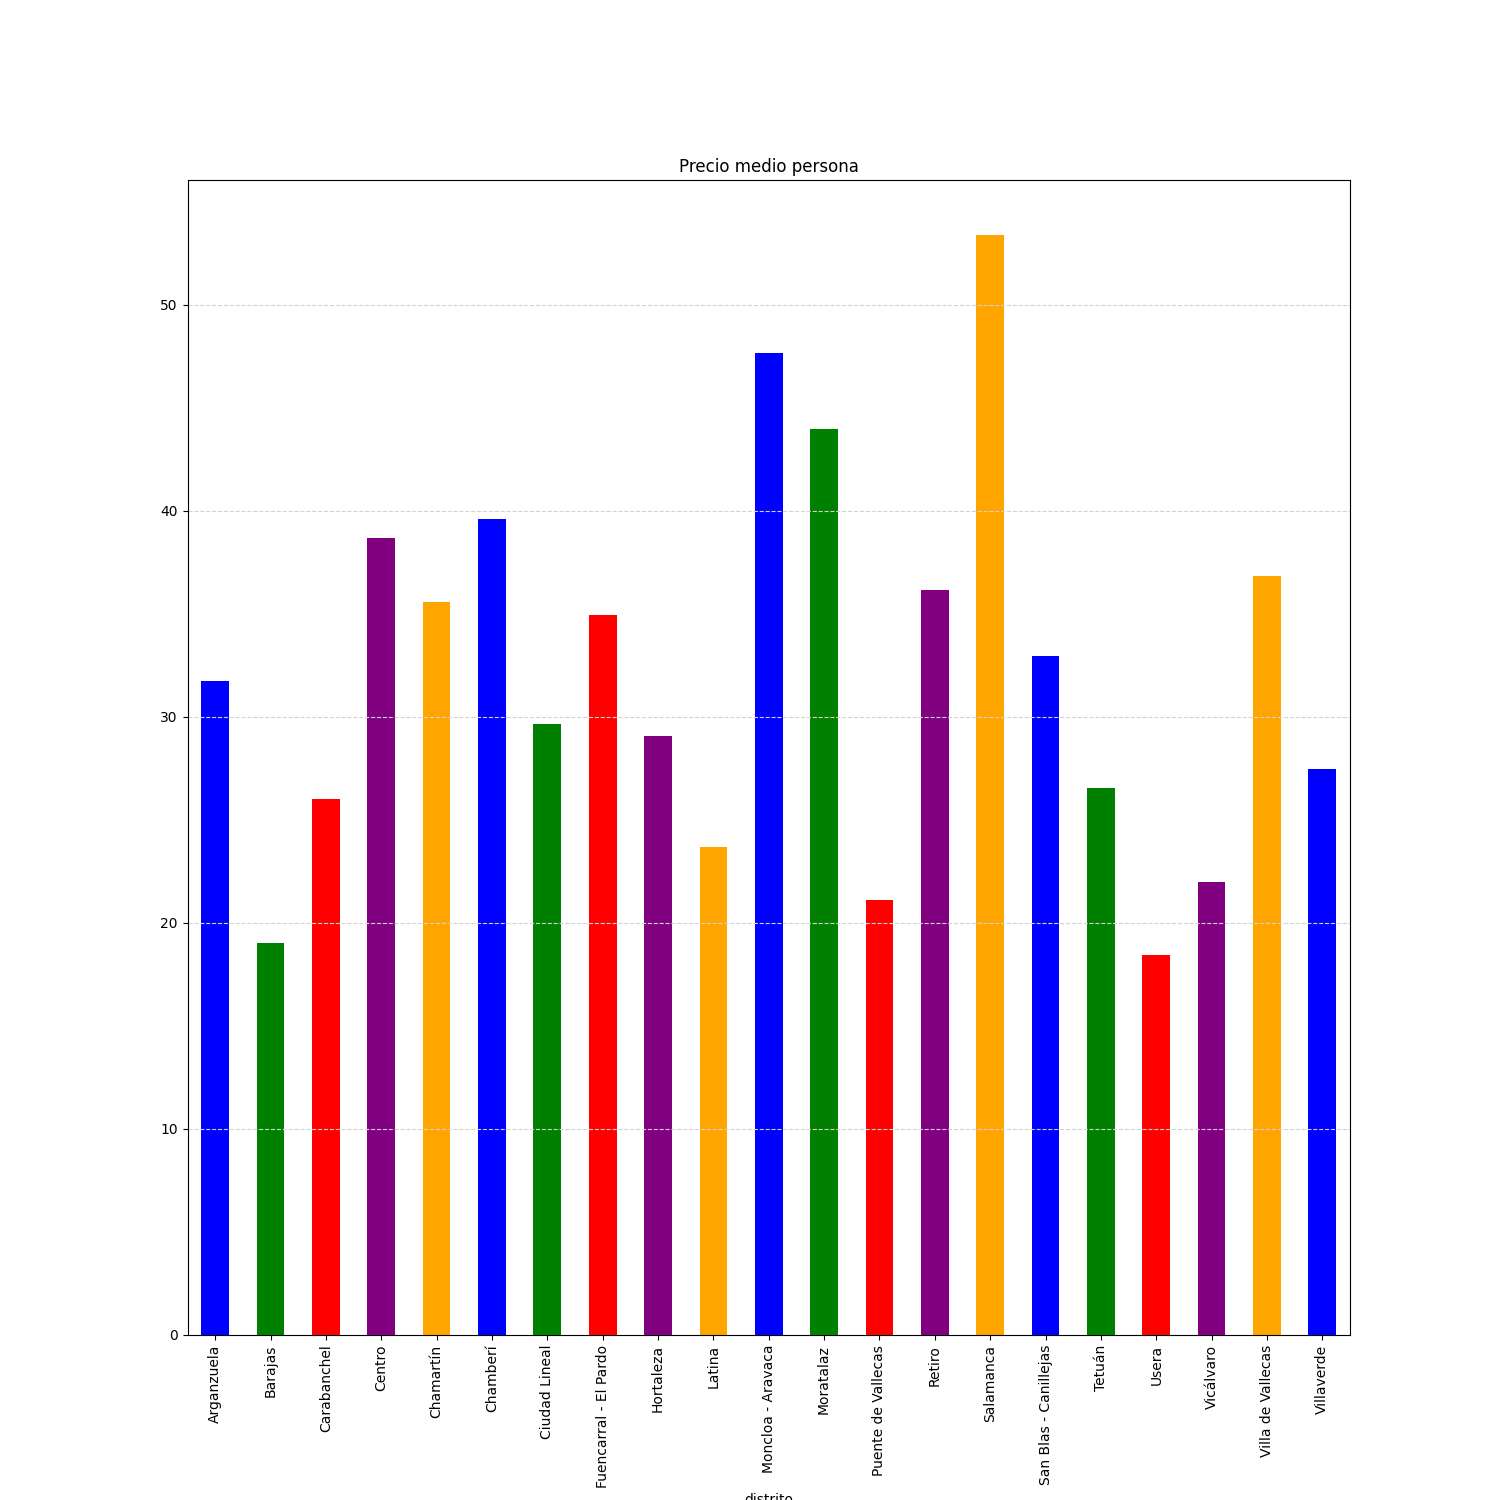 Precio medio persona
50
40
30
20
10
0
Arganzuela
Barajas
Carabanchel
Centro
Chamartín
Chamberí
Ciudad Lineal
Fuencarral - El Pardo
Hortaleza
Latina
Moncloa - Aravaca
Moratalaz
Puente de Vallecas
Retiro
Salamanca
San Blas - Canillejas
Tetuán
Usera
Vicálvaro
Villa de Vallecas
Villaverde
distrito